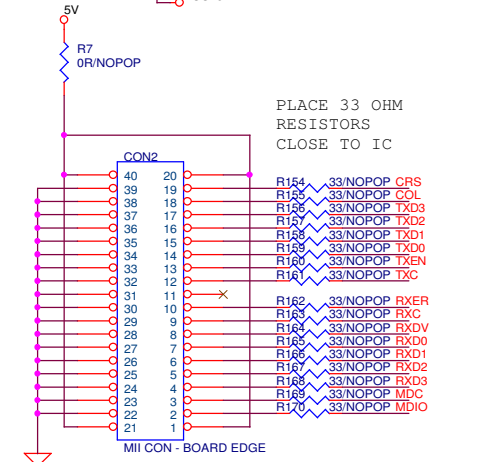 5V
R7
0R/NOPOP
PLACE 33 OHM
RESISTORS
CLOSE TO IC
CON2
40 20
39 19 R154 33/NOPOP CRS
38 18 R155 33/NOPOP COL
37 17 R156 33/NOPOP TXD3
36 16 R157 33/NOPOP TXD2
35 15 R158 33/NOPOP TXD1
34 14 R159 33/NOPOP TXD0
33 13 R160 33/NOPOP TXEN
32 12 R161 33/NOPOP TXC
31 11
30 10 R162 33/NOPOP RXER
29 9 R163 33/NOPOP RXC
28 8 R164 33/NOPOP RXDV
27 7 R165 33/NOPOP RXD0
26 6 R166 33/NOPOP RXD1
25 5 R167 33/NOPOP RXD2
24 4 R168 33/NOPOP RXD3
23 3 R169 33/NOPOP MDC
22 2 R170 33/NOPOP MDIO
21 1
MII CON - BOARD EDGE